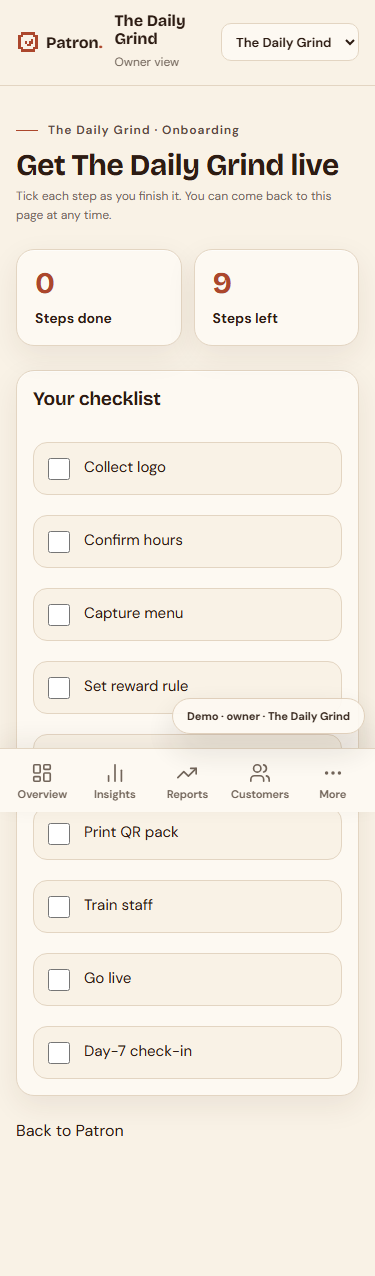 Patron.
The Daily
Grind
Owner view
The Daily Grind
The Daily Grind · Onboarding
Get The Daily Grind live
Tick each step as you finish it. You can come back to this
page at any time.
0
Steps done
9
Steps left
Your checklist
Collect logo
Confirm hours
Capture menu
Set reward rule
Demo · owner · The Daily Grind
Overview
Insights
Reports
Customers
More
Print QR pack
Train staff
Go live
Day-7 check-in
Back to Patron